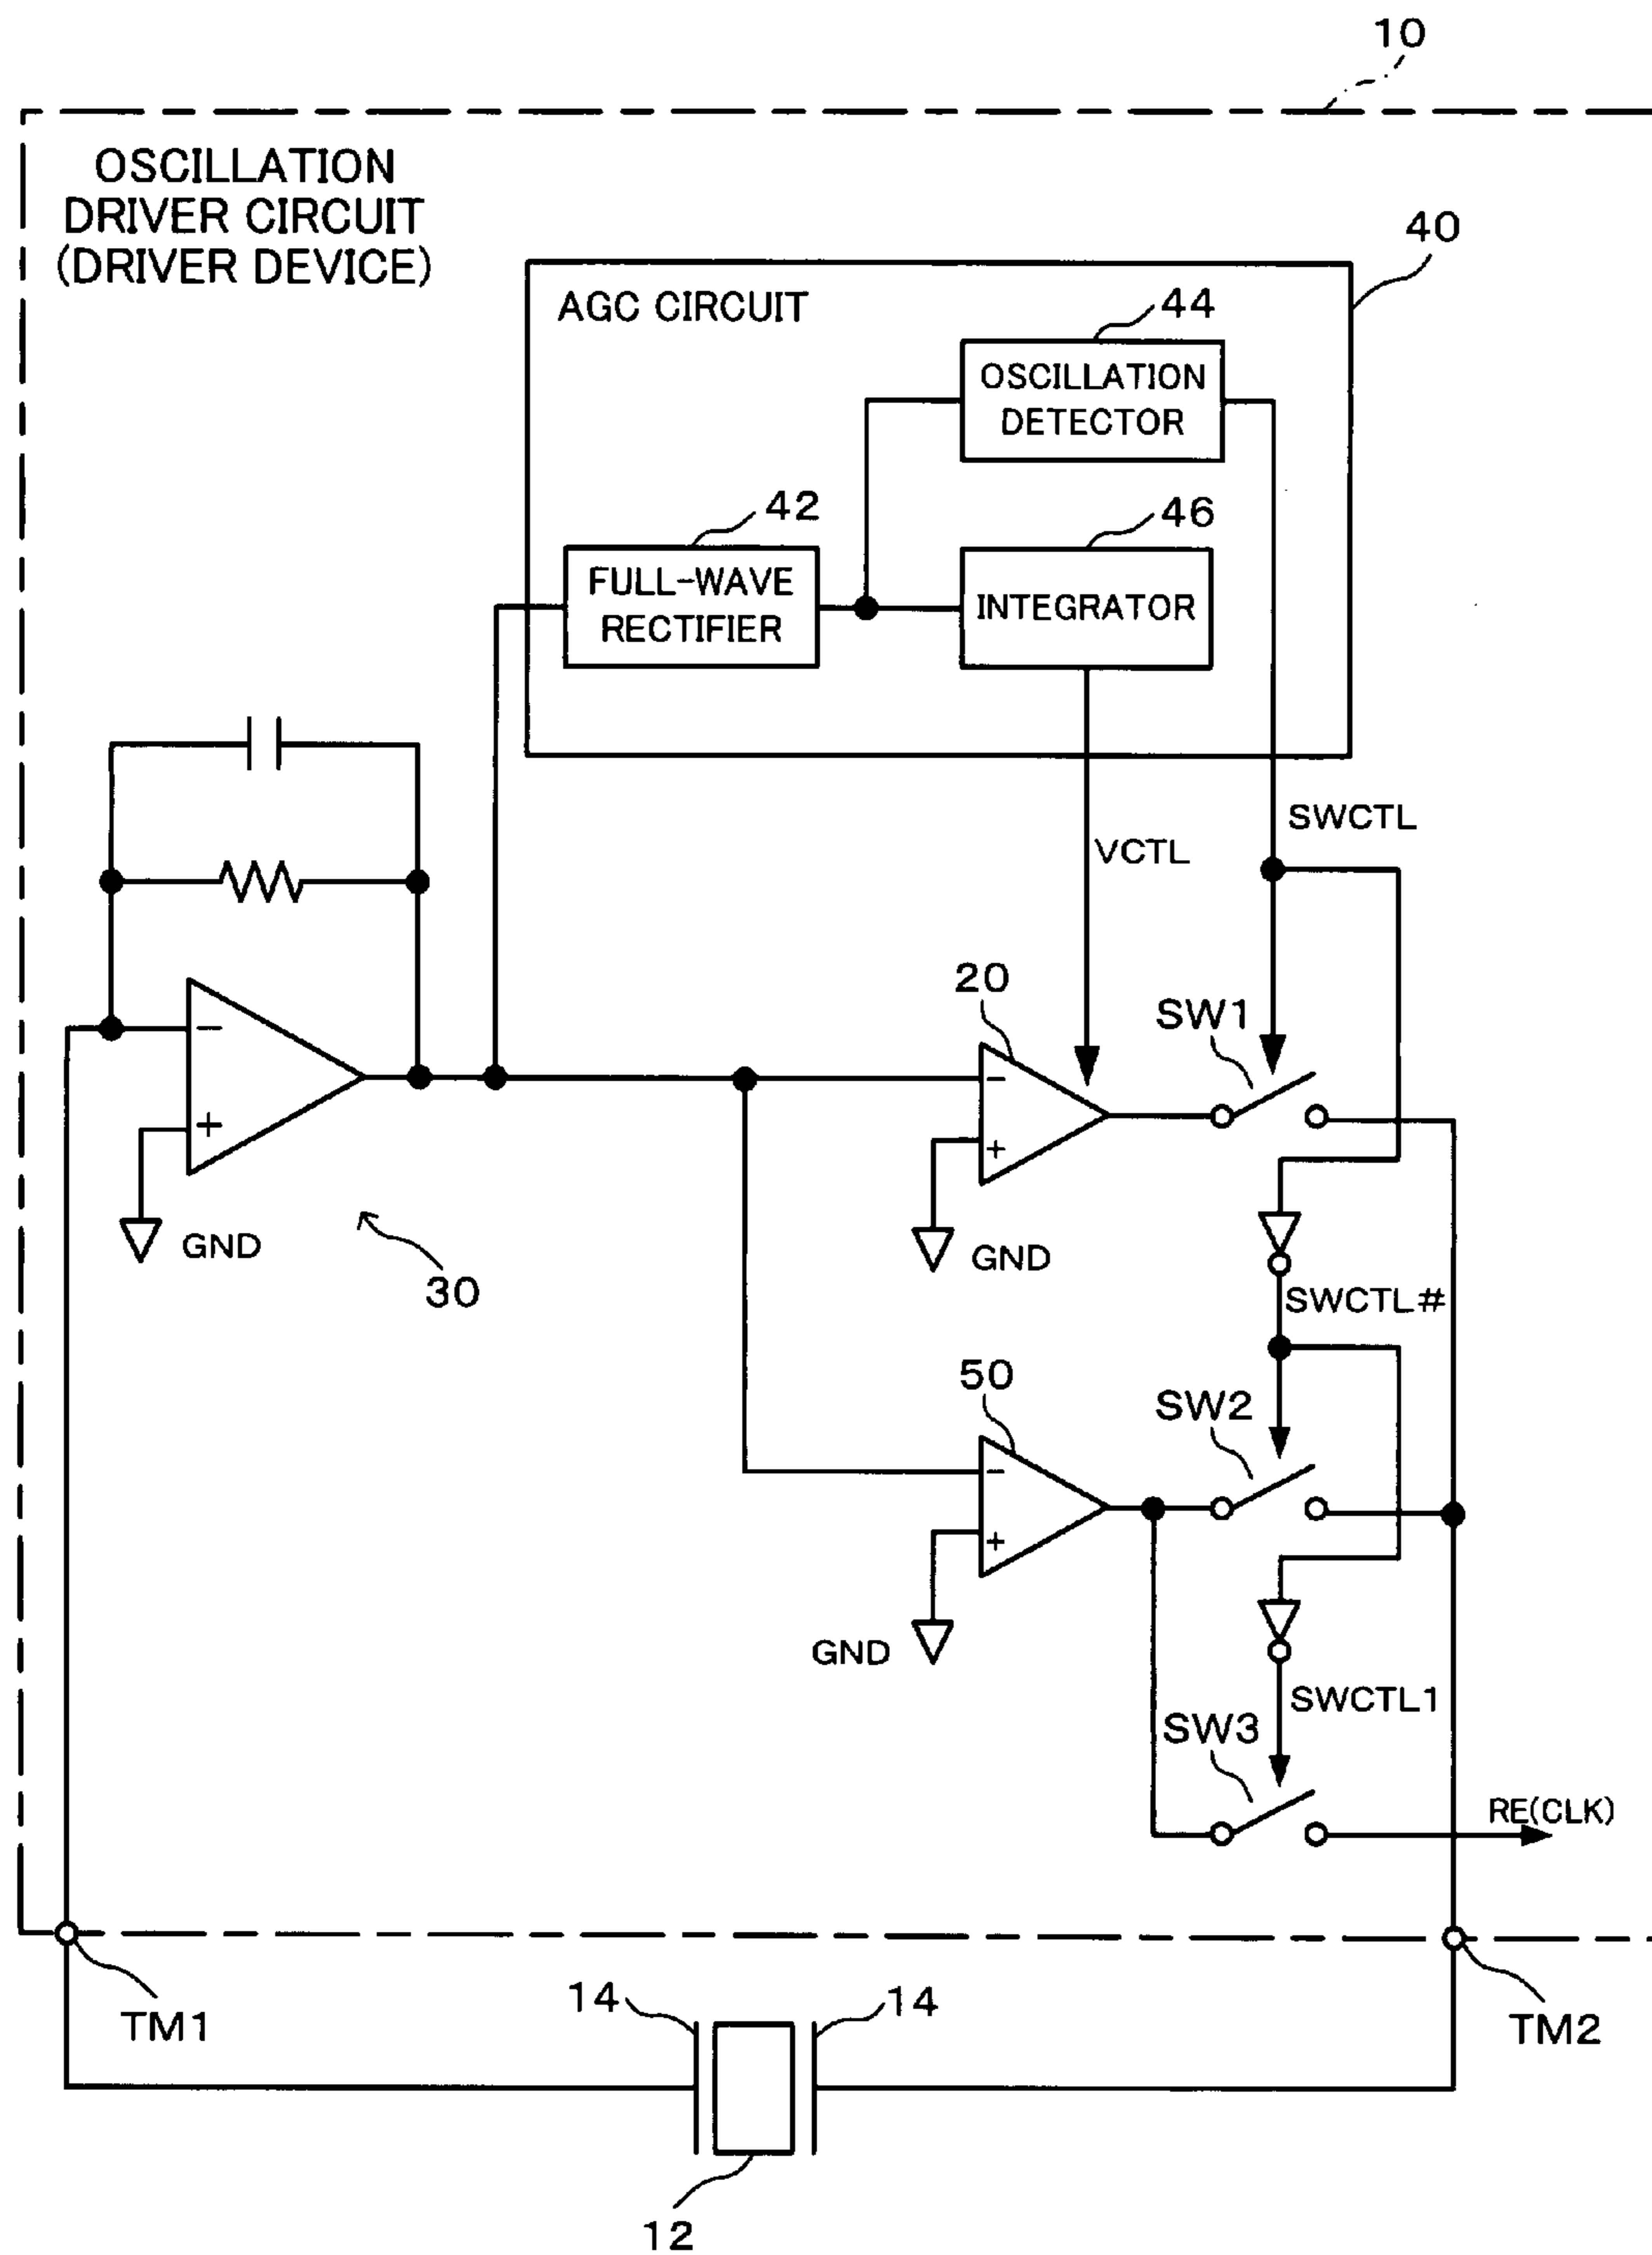 10
OSCILLATION
DRIVER CIRCUIT
(DRIVER DEVICE)
40
AGC CIRCUIT
44
OSCILLATION
DETECTOR
42
46
FULL-WAVE
RECTIFIER
INTEGRATOR
SWCTL
VCTL
20
SW1
−
+
−
+
GND
GND
30
SWCTL#
50
SW2
−
+
GND
SWCTL1
SW3
RE(CLK)
TM1
14
14
TM2
12